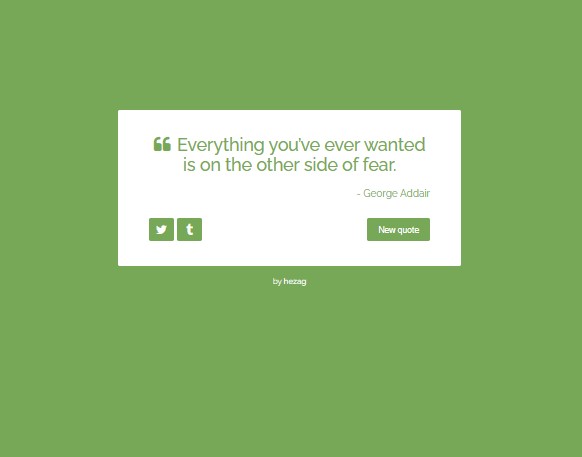 Everything you've ever wanted
is on the other side of fear.
- George Addair
New quote
by hezag